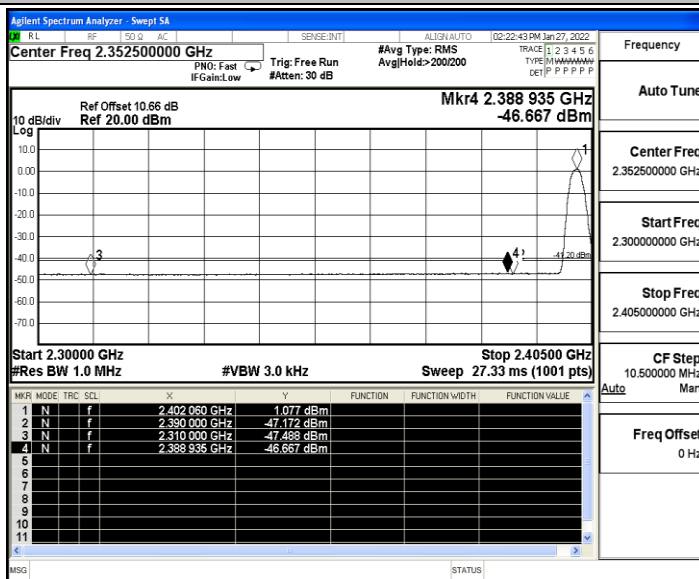 Agilent Spectrum Analyzer - Swept SA
RL RF 50 Ω AC SENSE:INT ALIGN AUTO 02:22:43 PM Jan 27, 2022
Center Freq 2.352500000 GHz #Avg Type: RMS TRACE 1 2 3 4 5 6
PNO: Fast Trig: Free Run Avg|Hold:>200/200 TYPE M
IFGain:Low #Atten: 30 dB DET P P P P P P
Frequency
Auto Tune
Center Freq
2.352500000 GHz
Start Freq
2.300000000 GHz
Stop Freq
2.405000000 GHz
CF Step
10.500000 MHz
Auto Man
Freq Offset
0 Hz
Mkr4 2.388 935 GHz
Ref Offset 10.66 dB
10 dB/div Ref 20.00 dBm -46.667 dBm
Log
10.0
0.00
-10.0
-20.0
-30.0
-40.0
-50.0
-60.0
-70.0
1
3
4
-41.20 dBm
Start 2.30000 GHz Stop 2.40500 GHz
#Res BW 1.0 MHz #VBW 3.0 kHz Sweep 27.33 ms (1001 pts)
MKR MODE TRC SCL X Y FUNCTION FUNCTION WIDTH FUNCTION VALUE
1 N f 2.402 060 GHz 1.077 dBm
2 N f 2.390 000 GHz -47.172 dBm
3 N f 2.310 000 GHz -47.488 dBm
4 N f 2.388 935 GHz -46.667 dBm
5
6
7
8
9
10
11
MSG STATUS